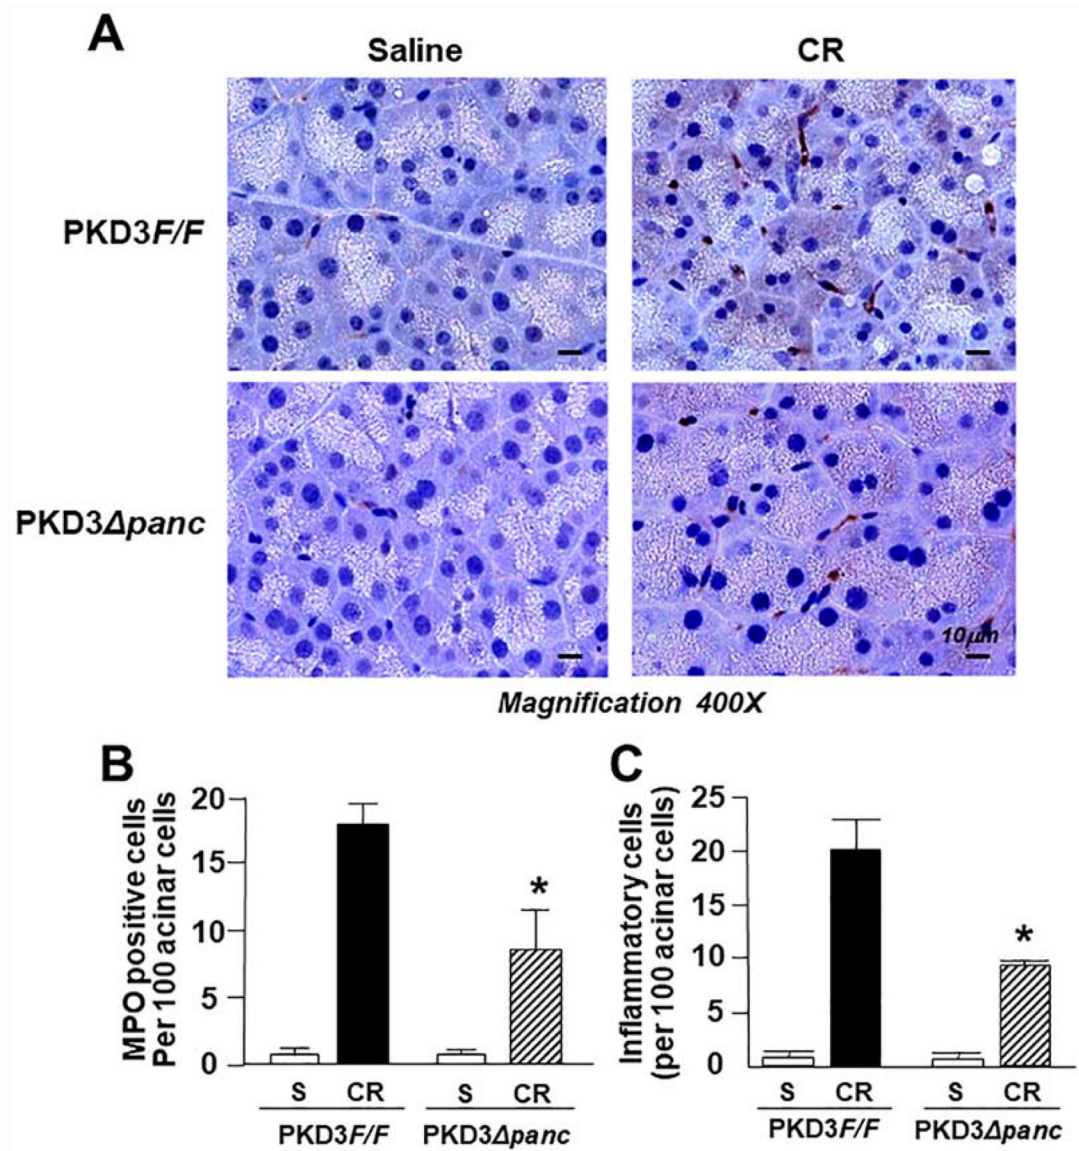 A
Saline
CR
PKD3F/F
PKD3Δpanc
10μm
Magnification 400X
B
MPO positive cells
Per 100 acinar cells
20
15
10
5
0
S
CR
S
CR
PKD3F/F
PKD3Δpanc
*
C
Inflammatory cells
(per 100 acinar cells)
25
20
15
10
5
0
S
CR
S
CR
PKD3F/F
PKD3Δpanc
*